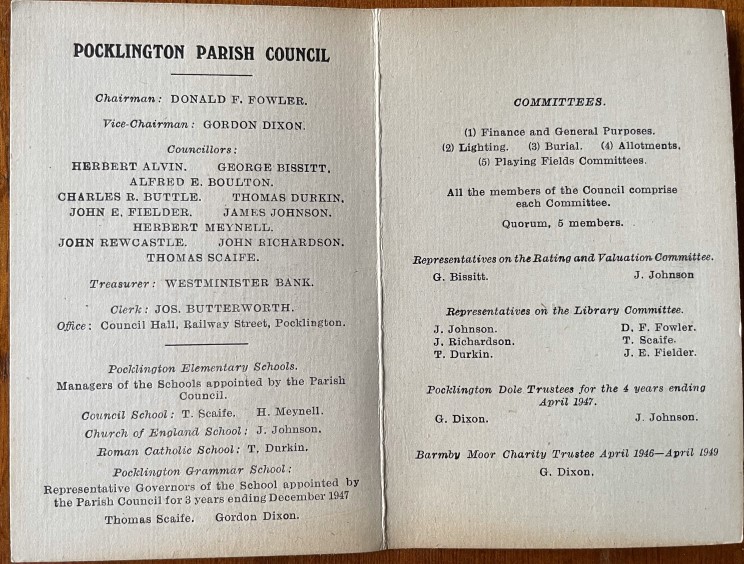 POCKLINGTON PARISH COUNCIL
Chairman: DONALD F. FOWLER.
Vice-Chairman: GORDON DIXON.
Councillors:
HERBERT ALVIN. GEORGE BISSITT.
ALFRED E. BOULTON.
CHARLES R. BUTTLE. THOMAS DURKIN.
JOHN E. FIELDER. JAMES JOHNSON.
HERBERT MEYNELL.
JOHN REWCASTLE. JOHN RICHARDSON.
THOMAS SCAIFE.
Treasurer: WESTMINISTER BANK.
Clerk: JOS. BUTTERWORTH.
Office: Council Hall, Railway Street, Pocklington.
Pocklington Elementary Schools.
Managers of the Schools appointed by the Parish
Council.
Council School: T. Scaife. H. Meynell.
Church of England School: J. Johnson.
Roman Catholic School: T. Durkin.
Pocklington Grammar School:
Representative Governors of the School appointed by
the Parish Council for 3 years ending December 1947
Thomas Scaife. Gordon Dixon.
COMMITTEES.
(1) Finance and General Purposes.
(2) Lighting. (3) Burial. (4) Allotments.
(5) Playing Fields Committees.
All the members of the Council comprise
each Committee.
Quorum, 5 members.
Representatives on the Rating and Valuation Committee.
G. Bissitt. J. Johnson
Representatives on the Library Committee.
J. Johnson. D. F. Fowler.
J. Richardson. T. Scaife.
T. Durkin. J. E. Fielder.
Pocklington Dole Trustees for the 4 years ending
April 1947.
G. Dixon. J. Johnson.
Barmby Moor Charity Trustee April 1946—April 1949
G. Dixon.